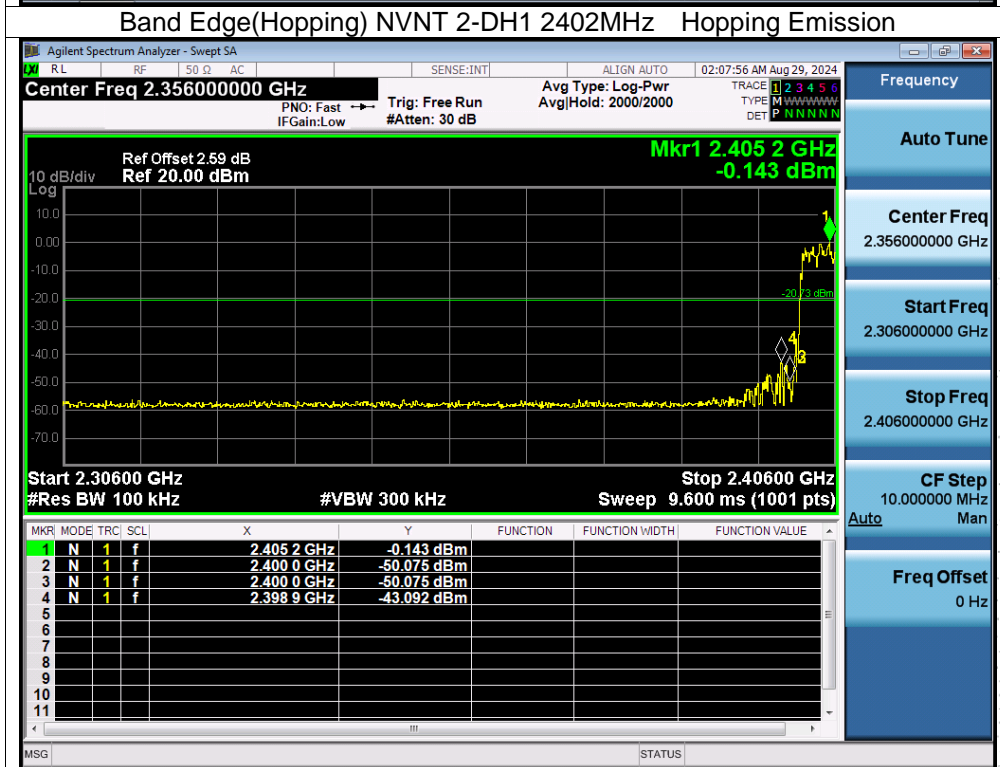 Band Edge(Hopping) NVNT 2-DH1 2402MHz Hopping Emission
Agilent Spectrum Analyzer - Swept SA
LXI RL RF 50 Ω AC SENSE:INT ALIGN AUTO 02:07:56 AM Aug 29, 2024
Center Freq 2.356000000 GHz
PNO: Fast
IFGain:Low
Trig: Free Run
#Atten: 30 dB
Avg Type: Log-Pwr
Avg|Hold: 2000/2000
TRACE 1 2 3 4 5 6
TYPE M WWWWW
DET P N N N N N
Mkr1 2.405 2 GHz
-0.143 dBm
Ref Offset 2.59 dB
10 dB/div Ref 20.00 dBm
Log
10.0
0.00
-10.0
-20.0
-30.0
-40.0
-50.0
-60.0
-70.0
1
-20.73 dBm
4
3
Start 2.30600 GHz Stop 2.40600 GHz
#Res BW 100 kHz #VBW 300 kHz Sweep 9.600 ms (1001 pts)
MKR MODE TRC SCL X Y FUNCTION FUNCTION WIDTH FUNCTION VALUE
1 N 1 f 2.405 2 GHz -0.143 dBm
2 N 1 f 2.400 0 GHz -50.075 dBm
3 N 1 f 2.400 0 GHz -50.075 dBm
4 N 1 f 2.398 9 GHz -43.092 dBm
5
6
7
8
9
10
11
MSG STATUS
Frequency
Auto Tune
Center Freq
2.356000000 GHz
Start Freq
2.306000000 GHz
Stop Freq
2.406000000 GHz
CF Step
10.000000 MHz
Auto Man
Freq Offset
0 Hz